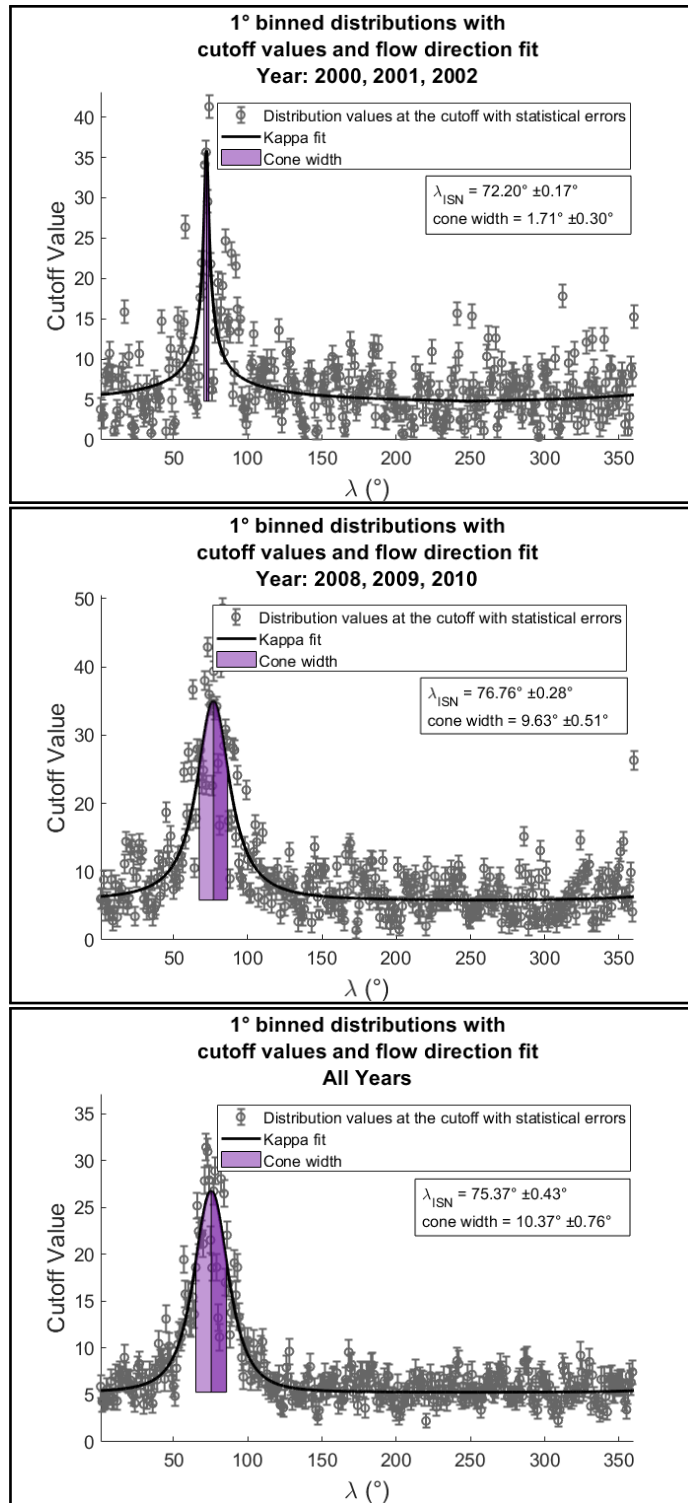 1° binned distributions with
cutoff values and flow direction fit
Year: 2000, 2001, 2002
Distribution values at the cutoff with statistical errors
Kappa fit
Cone width
λISN = 72.20° ±0.17°
cone width = 1.71° ±0.30°
Cutoff Value
40
35
30
25
20
15
10
5
0
50 100 150 200 250 300 350
λ (°)
1° binned distributions with
cutoff values and flow direction fit
Year: 2008, 2009, 2010
Distribution values at the cutoff with statistical errors
Kappa fit
Cone width
λISN = 76.76° ±0.28°
cone width = 9.63° ±0.51°
Cutoff Value
50
40
30
20
10
0
50 100 150 200 250 300 350
λ (°)
1° binned distributions with
cutoff values and flow direction fit
All Years
Distribution values at the cutoff with statistical errors
Kappa fit
Cone width
λISN = 75.37° ±0.43°
cone width = 10.37° ±0.76°
Cutoff Value
35
30
25
20
15
10
5
0
50 100 150 200 250 300 350
λ (°)